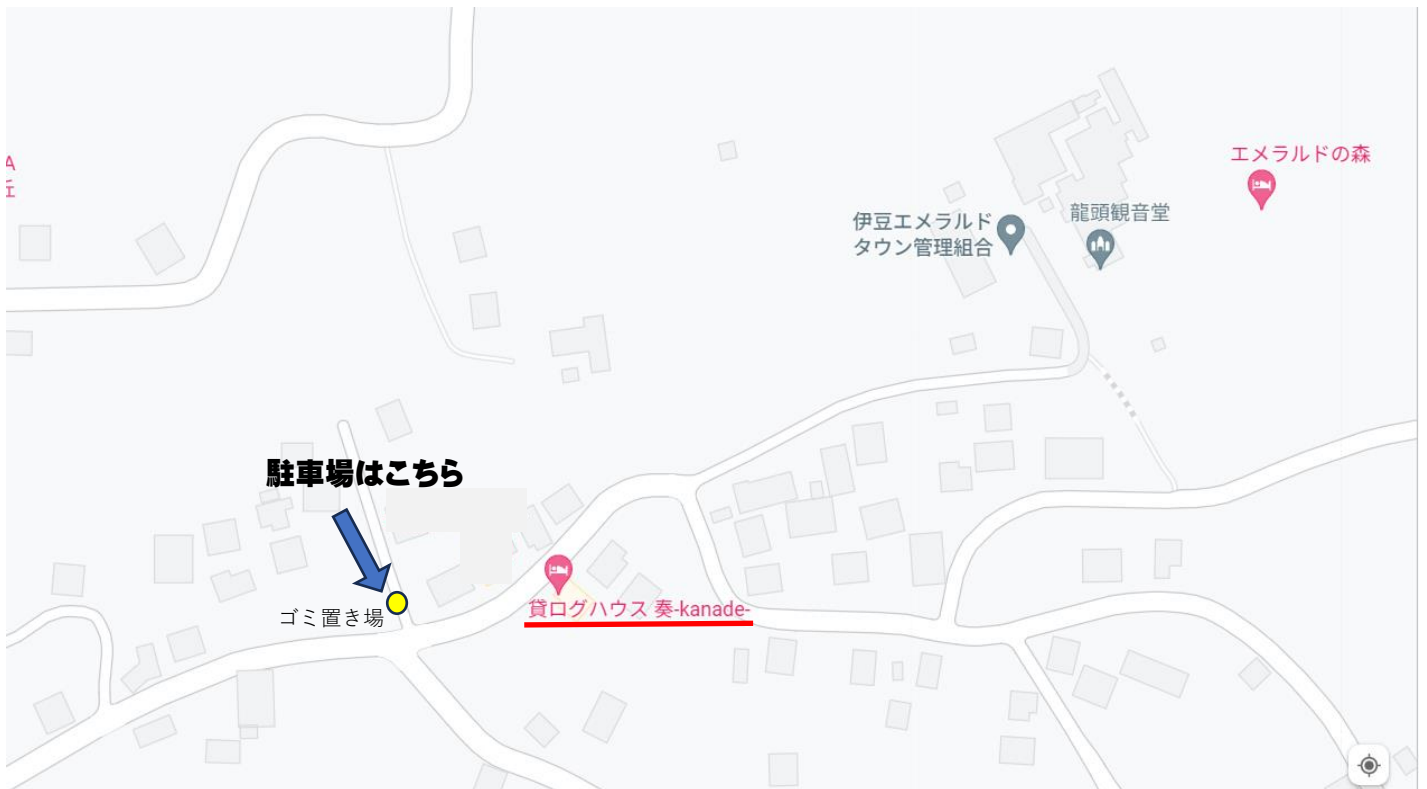 A
丘
エメラルドの森
伊豆エメラルド
タウン管理組合
龍頭観音堂
駐車場はこちら
ゴミ置き場
貸ログハウス 奏-kanade-